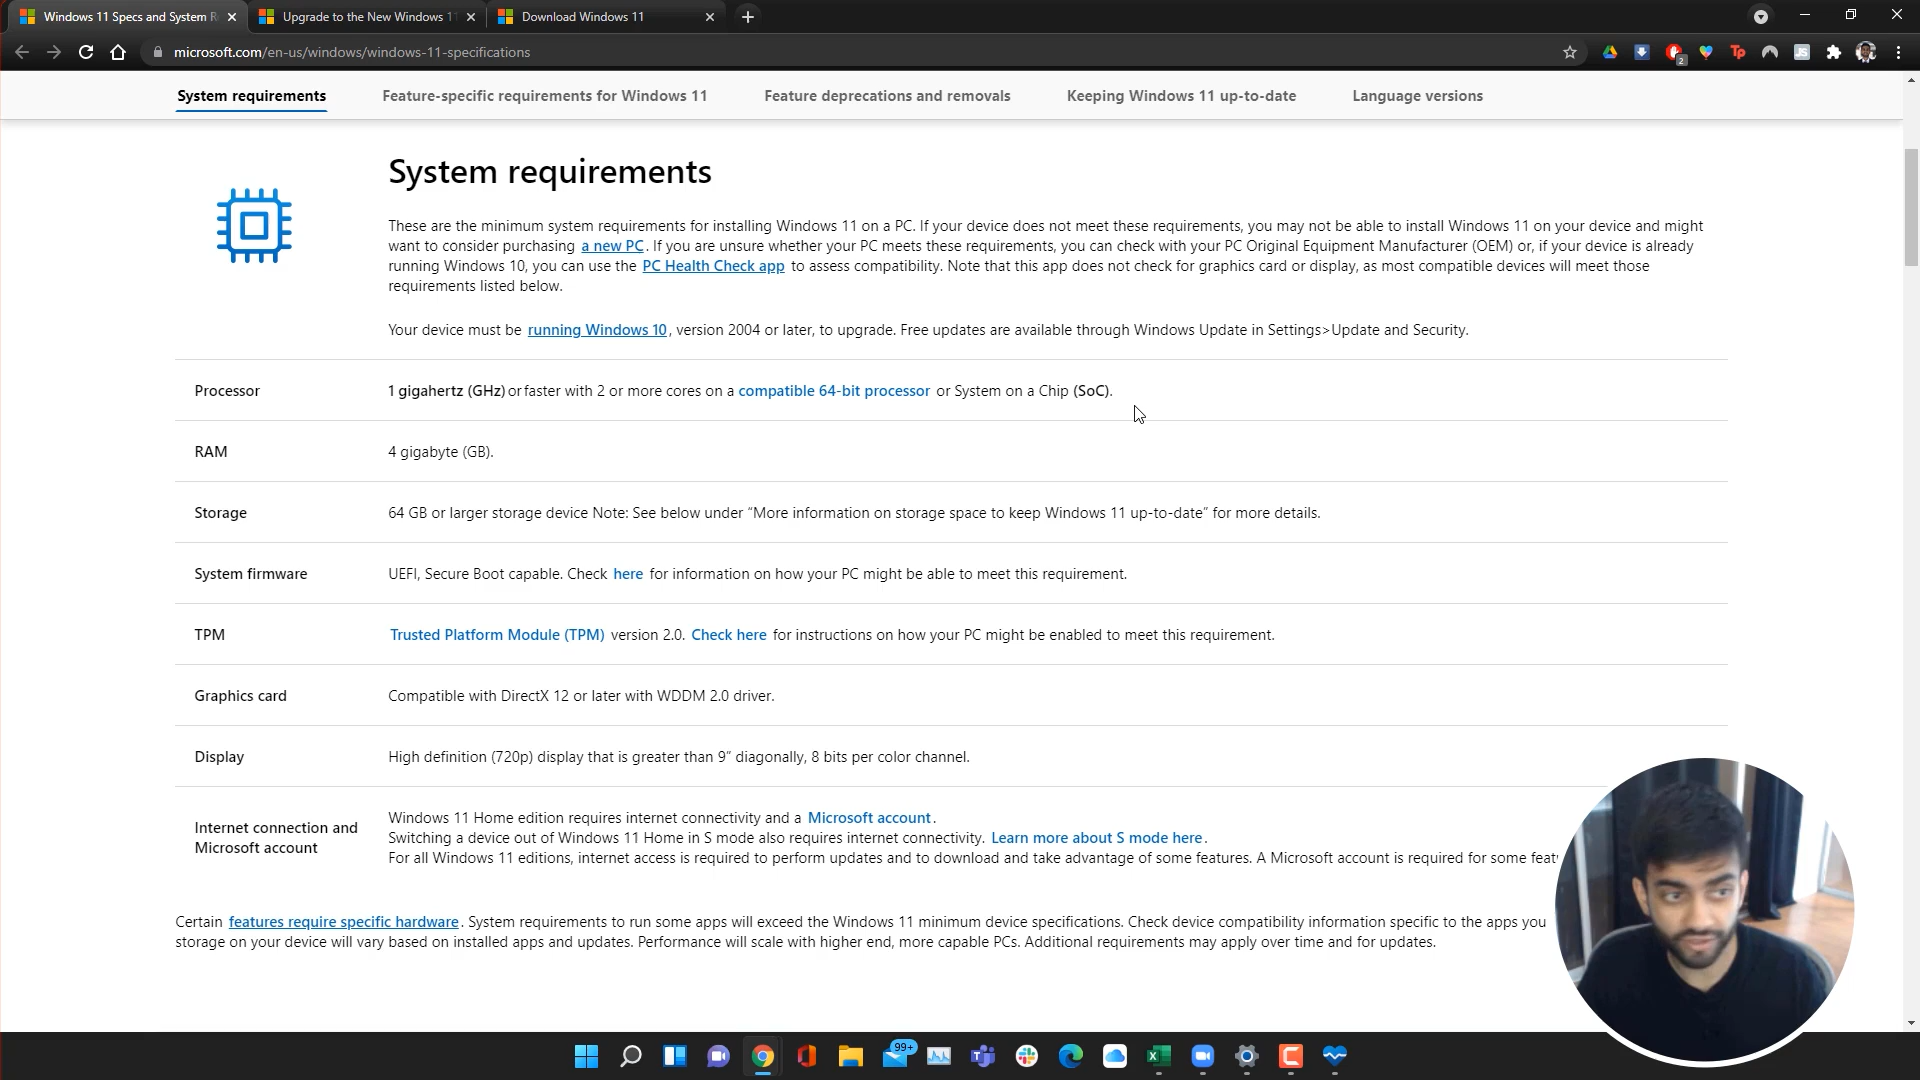 Windows 11 Specs and System R
Upgrade to the New Windows 11
Download Windows 11
microsoft.com/en-us/windows/windows-11-specifications
2
Tp
JS
System requirements
Feature-specific requirements for Windows 11
Feature deprecations and removals
Keeping Windows 11 up-to-date
Language versions
System requirements
These are the minimum system requirements for installing Windows 11 on a PC. If your device does not meet these requirements, you may not be able to install Windows 11 on your device and might
want to consider purchasing a new PC. If you are unsure whether your PC meets these requirements, you can check with your PC Original Equipment Manufacturer (OEM) or, if your device is already
running Windows 10, you can use the PC Health Check app to assess compatibility. Note that this app does not check for graphics card or display, as most compatible devices will meet those
requirements listed below.
Your device must be running Windows 10, version 2004 or later, to upgrade. Free updates are available through Windows Update in Settings>Update and Security.
Processor
1 gigahertz (GHz) or faster with 2 or more cores on a compatible 64-bit processor or System on a Chip (SoC).
RAM
4 gigabyte (GB).
Storage
64 GB or larger storage device Note: See below under “More information on storage space to keep Windows 11 up-to-date” for more details.
System firmware
UEFI, Secure Boot capable. Check here for information on how your PC might be able to meet this requirement.
TPM
Trusted Platform Module (TPM) version 2.0. Check here for instructions on how your PC might be enabled to meet this requirement.
Graphics card
Compatible with DirectX 12 or later with WDDM 2.0 driver.
Display
High definition (720p) display that is greater than 9” diagonally, 8 bits per color channel.
Internet connection and
Microsoft account
Windows 11 Home edition requires internet connectivity and a Microsoft account.
Switching a device out of Windows 11 Home in S mode also requires internet connectivity. Learn more about S mode here.
For all Windows 11 editions, internet access is required to perform updates and to download and take advantage of some features. A Microsoft account is required for some feat
Certain features require specific hardware. System requirements to run some apps will exceed the Windows 11 minimum device specifications. Check device compatibility information specific to the apps you
storage on your device will vary based on installed apps and updates. Performance will scale with higher end, more capable PCs. Additional requirements may apply over time and for updates.
99+